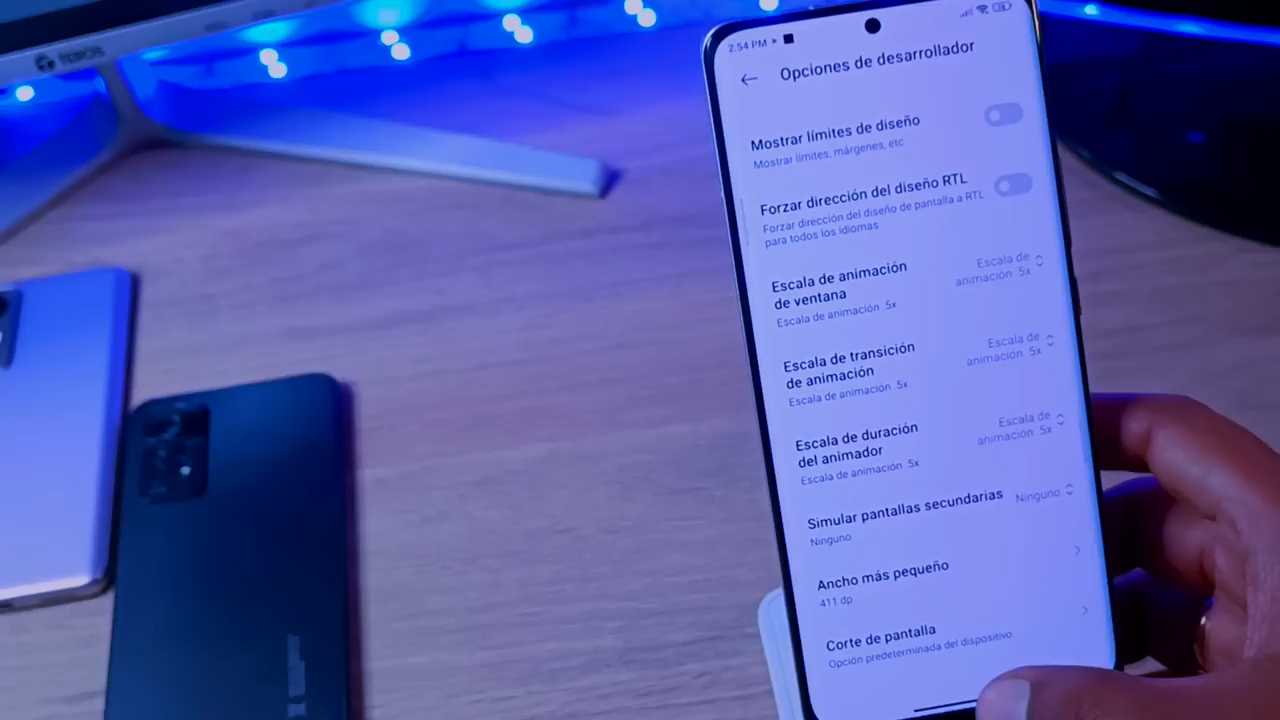 TEROS
2:54 PM
Opciones de desarrollador
Mostrar límites de diseño
Mostrar límites, márgenes, etc
Forzar dirección del diseño RTL
Forzar dirección del diseño de pantalla a RTL
para todos los idiomas
Escala de animación
de ventana
Escala de animación .5x
Escala de
animación .5x
Escala de transición
de animación
Escala de animación .5x
Escala de
animación .5x
Escala de duración
del animador
Escala de animación .5x
Escala de
animación .5x
Simular pantallas secundarias
Ninguno
Ninguno
Ancho más pequeño
411 dp
Corte de pantalla
Opción predeterminada del dispositivo